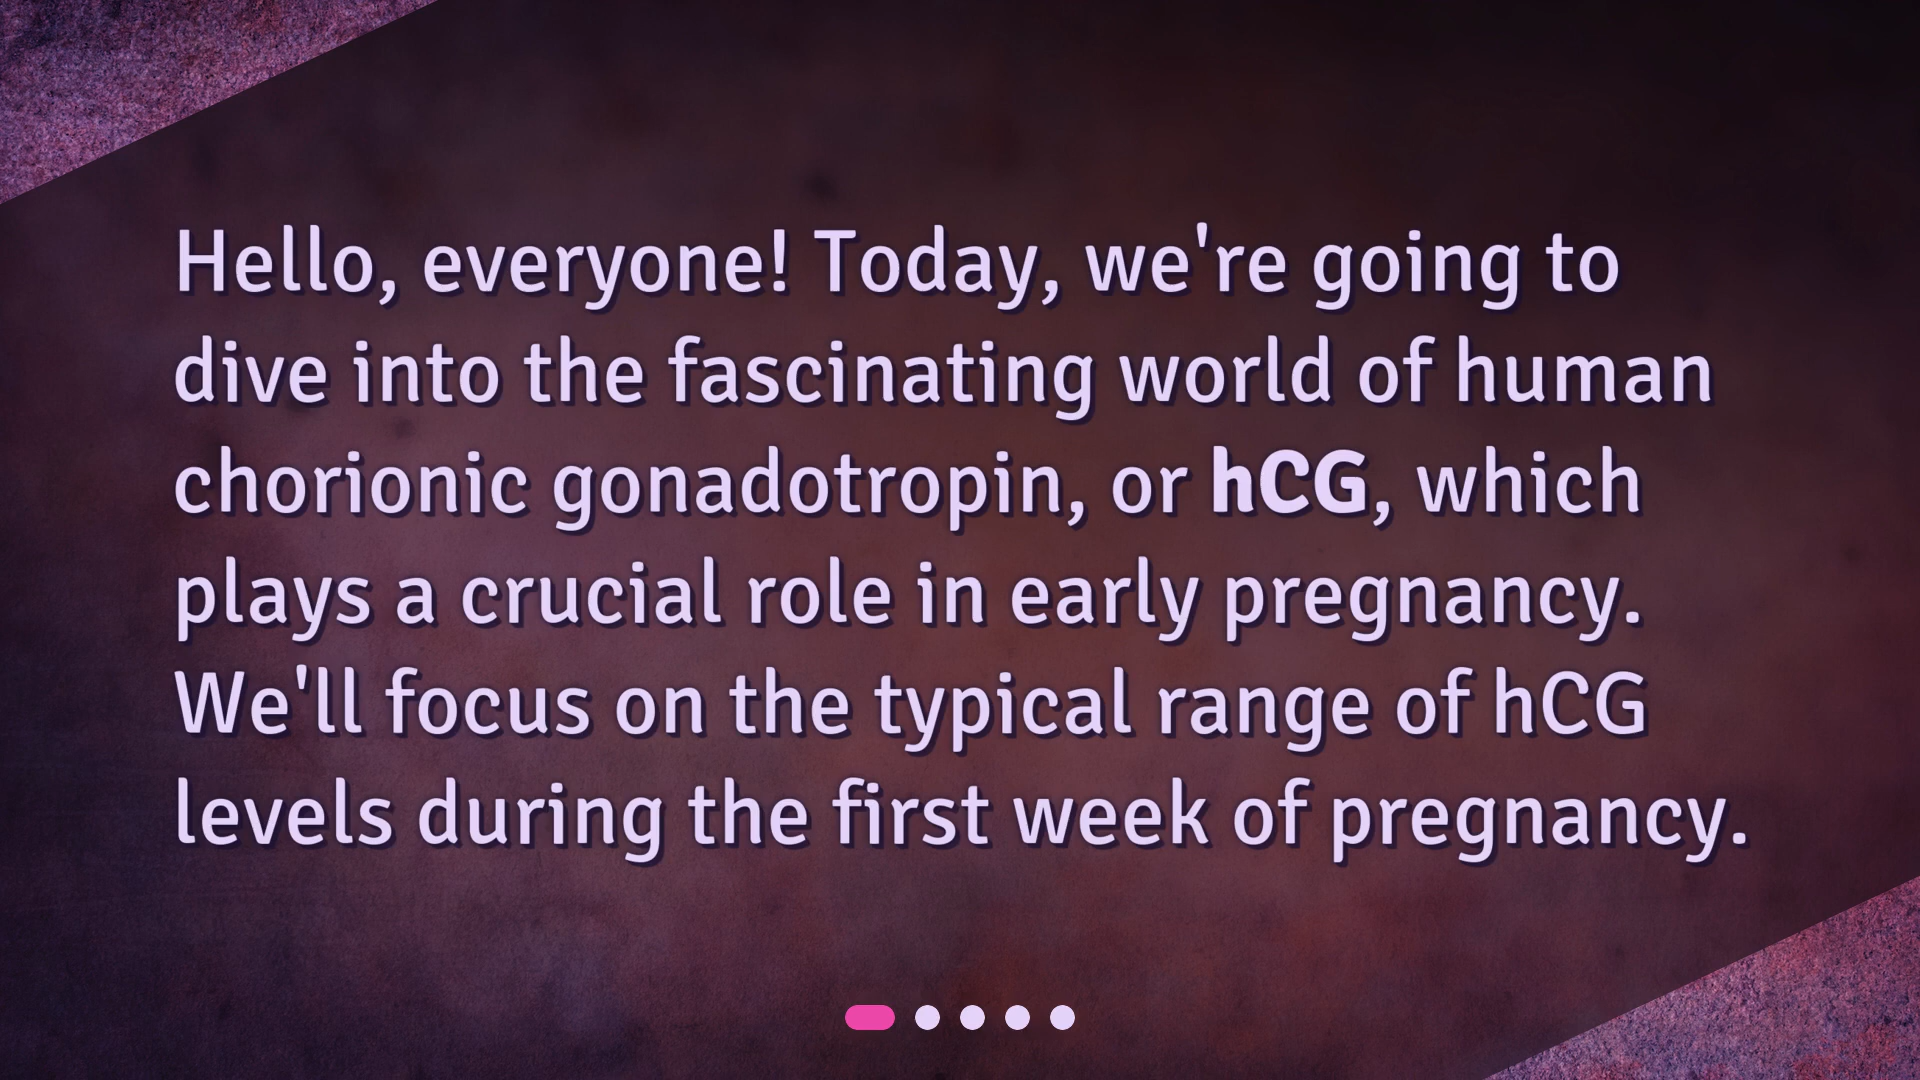 Hello, everyone! Today, we're going to
dive into the fascinating world of human
chorionic gonadotropin, or hCG, which
plays a crucial role in early pregnancy.
We'll focus on the typical range of hCG
levels during the first week of pregnancy.